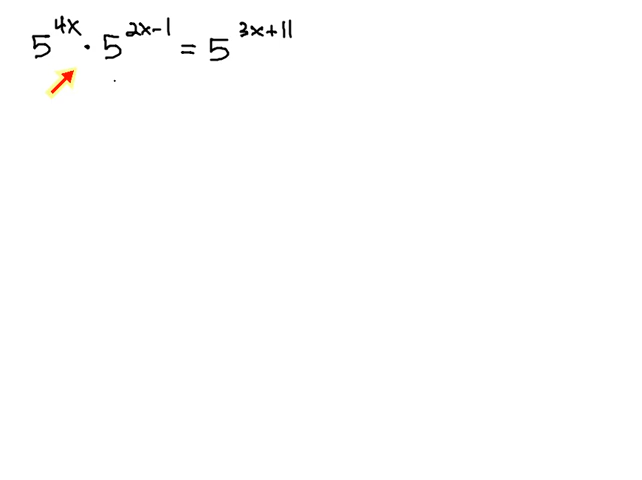 5^{4x} · 5^{2x-1} = 5^{3x+11}